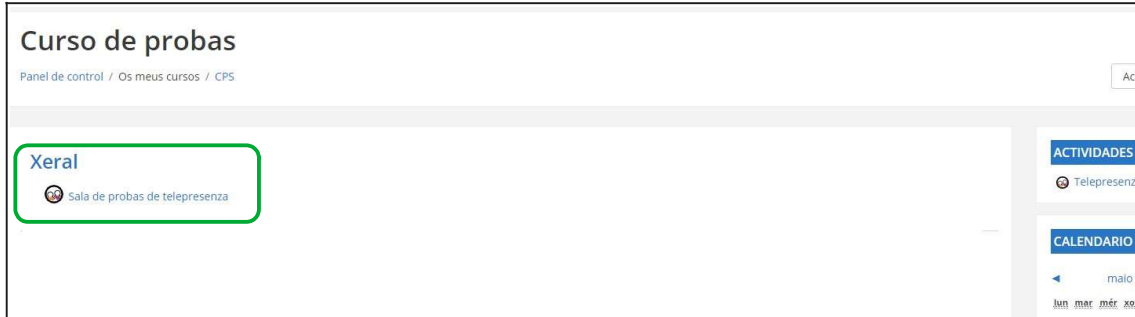 Curso de probas
Panel de control / Os meus cursos / CPS
Ac
Xeral
Sala de probas de telepresenza
ACTIVIDADES
Telepresenz
CALENDARIO
◄ maio
lun mar mér xo